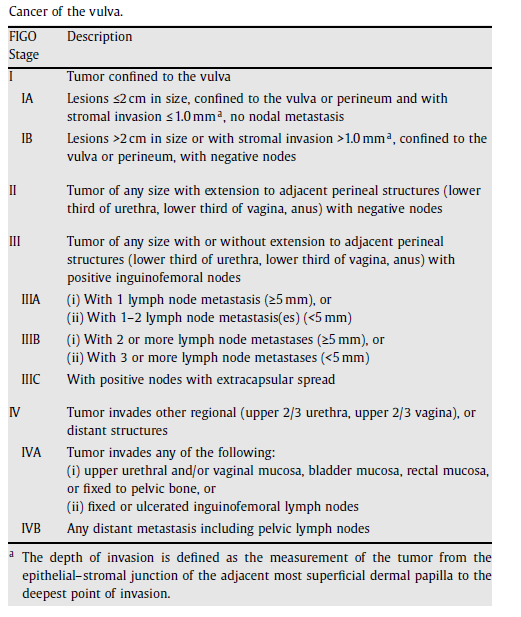 Cancer of the vulva.
FIGO Description
Stage
I Tumor confined to the vulva
IA Lesions ≤2 cm in size, confined to the vulva or perineum and with
stromal invasion ≤1.0 mm a, no nodal metastasis
IB Lesions >2 cm in size or with stromal invasion >1.0 mm a, confined to the
vulva or perineum, with negative nodes
II Tumor of any size with extension to adjacent perineal structures (lower
third of urethra, lower third of vagina, anus) with negative nodes
III Tumor of any size with or without extension to adjacent perineal
structures (lower third of urethra, lower third of vagina, anus) with
positive inguinofemoral nodes
IIIA (i) With 1 lymph node metastasis (≥5 mm), or
(ii) With 1–2 lymph node metastasis(es) (<5 mm)
IIIB (i) With 2 or more lymph node metastases (≥5 mm), or
(ii) With 3 or more lymph node metastases (<5 mm)
IIIC With positive nodes with extracapsular spread
IV Tumor invades other regional (upper 2/3 urethra, upper 2/3 vagina), or
distant structures
IVA Tumor invades any of the following:
(i) upper urethral and/or vaginal mucosa, bladder mucosa, rectal mucosa,
or fixed to pelvic bone, or
(ii) fixed or ulcerated inguinofemoral lymph nodes
IVB Any distant metastasis including pelvic lymph nodes
a The depth of invasion is defined as the measurement of the tumor from the
epithelial–stromal junction of the adjacent most superficial dermal papilla to the
deepest point of invasion.